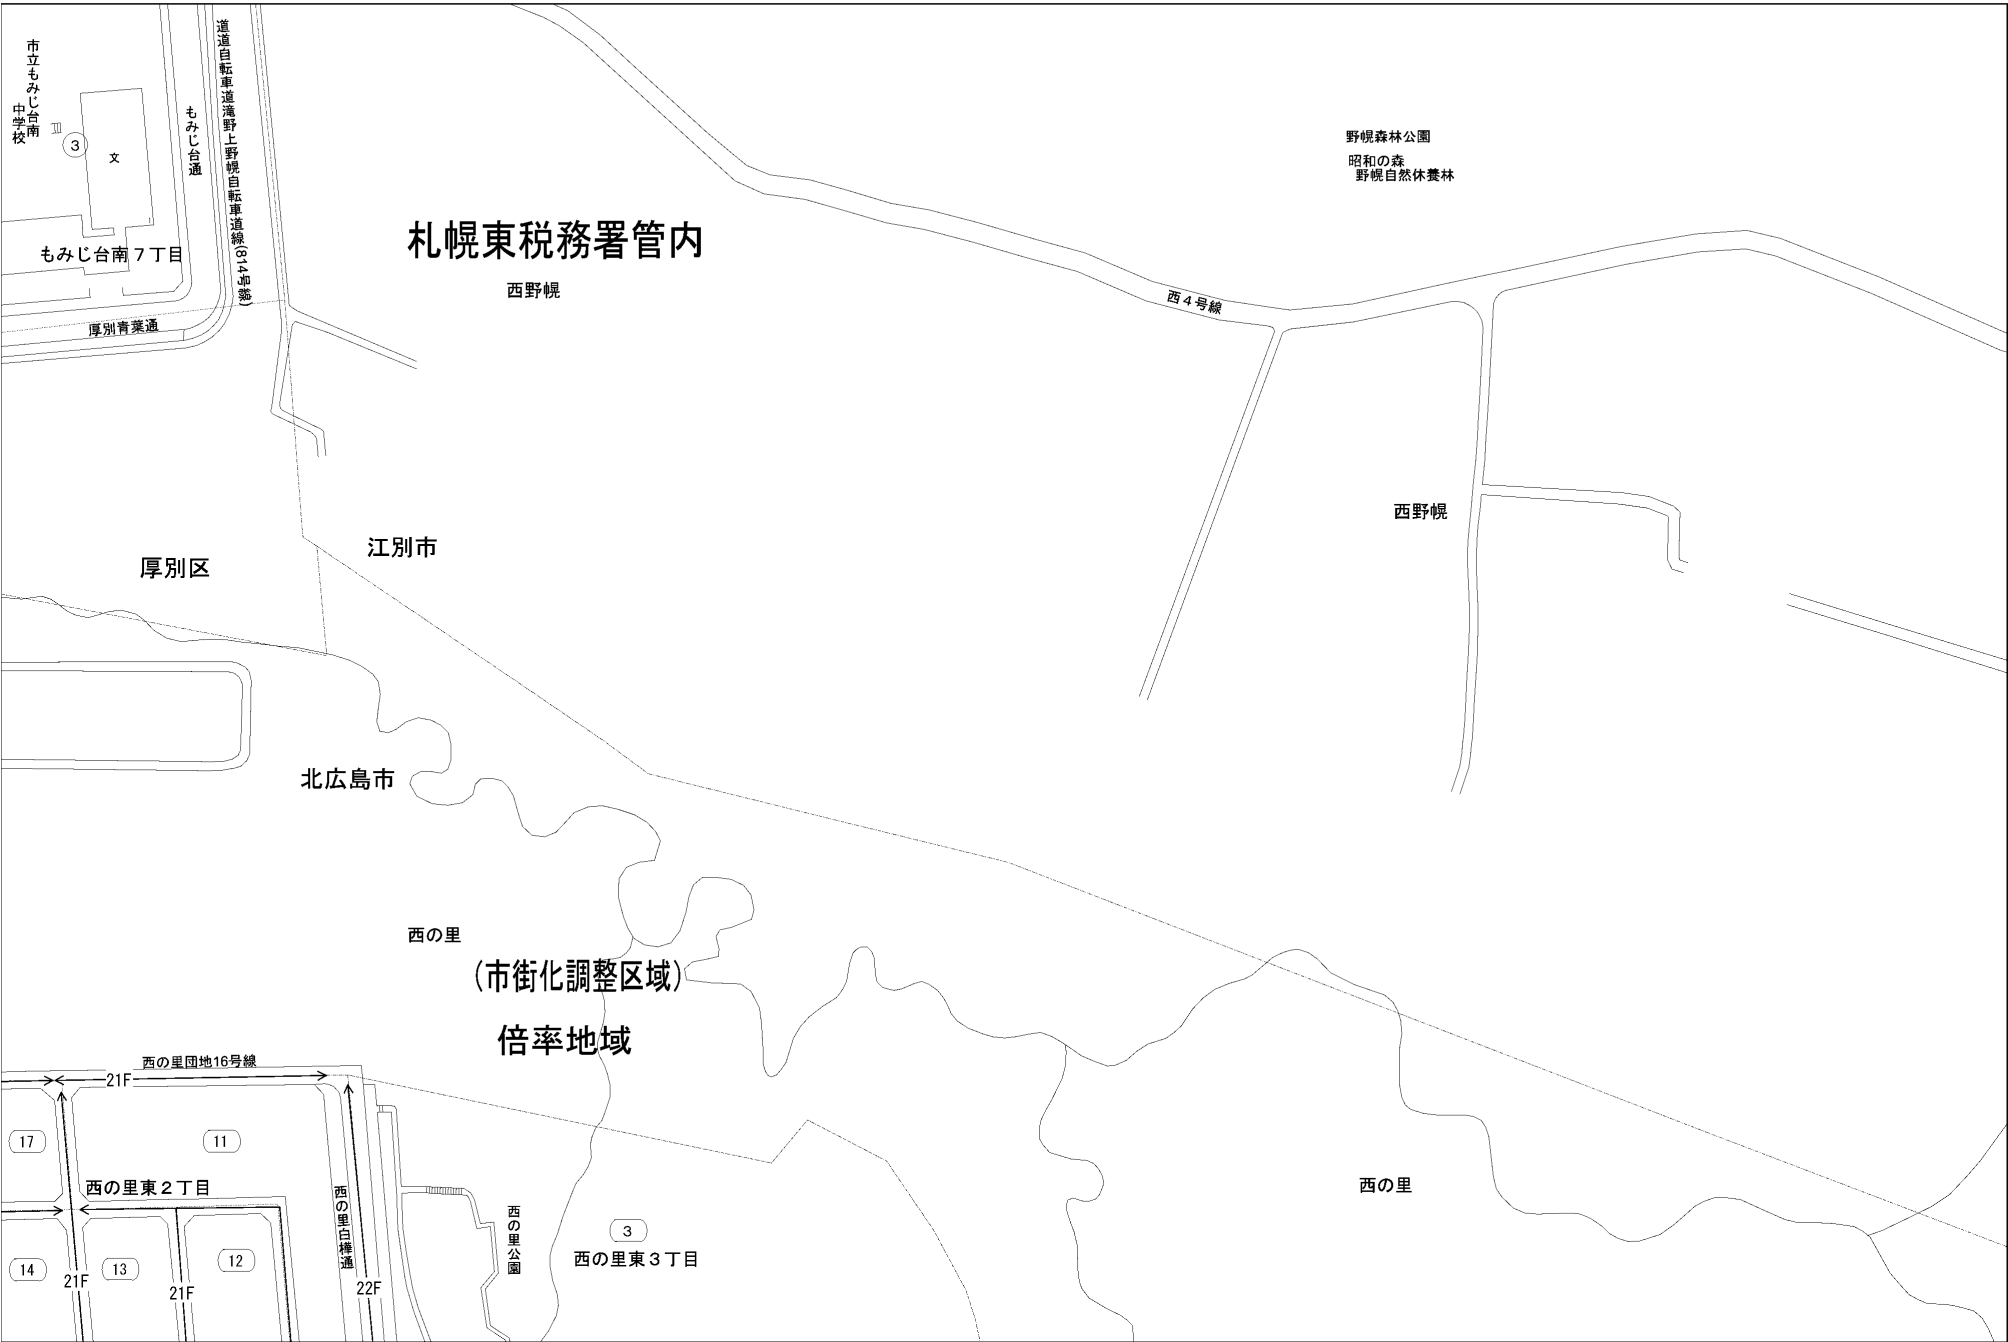 市立もみじ台南
中学校
3
文
もみじ台通
道道自転車道滝野上野幌自転車道線(814号線)
もみじ台南７丁目
厚別青葉通
札幌東税務署管内
西野幌
野幌森林公園
昭和の森
野幌自然休養林
西４号線
西野幌
厚別区
江別市
北広島市
西の里
(市街化調整区域)
倍率地域
西の里団地16号線
21F
17
11
西の里東２丁目
西の里白樺通
西の里公園
3
西の里東３丁目
西の里
14
13
12
21F
21F
22F